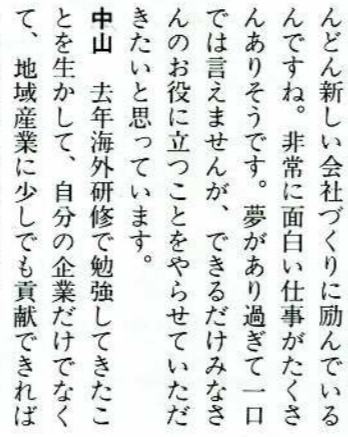 んどん新しい会社づくりに励んでいる
んですね。非常に面白い仕事がたくさ
んありそうです。夢があり過ぎて一口
では言えませんが、できるだけみなさ
んのお役に立つことをやらせていただ
きたいと思っています。
中山　去年海外研修で勉強してきたこ
とを生かして、自分の企業だけでなく
て、地域産業に少しでも貢献できれば